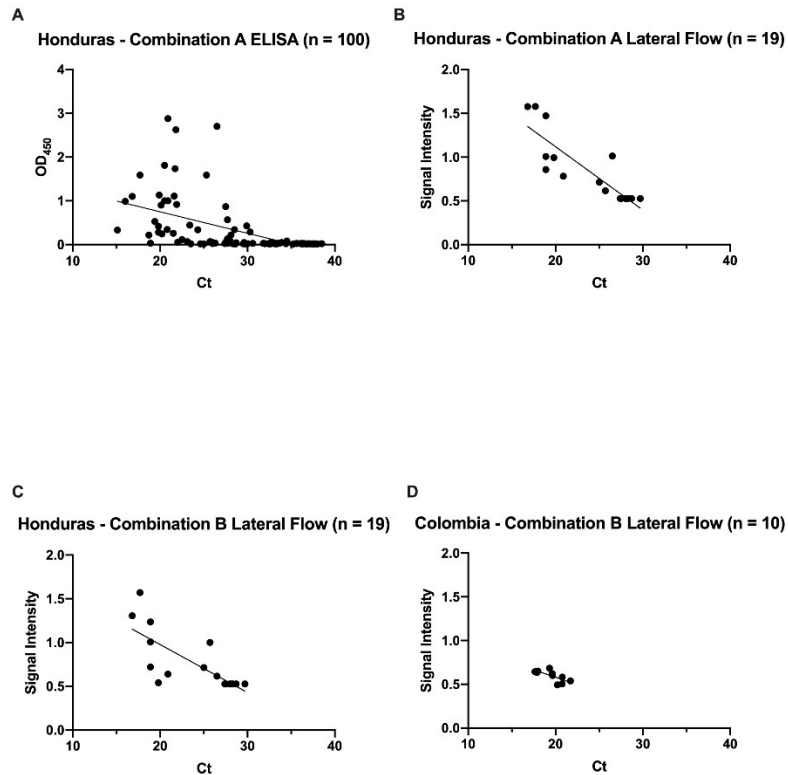 A
Honduras - Combination A ELISA (n = 100)
4
3
2
1
0
OD450
10 20 30 40
Ct
B
Honduras - Combination A Lateral Flow (n = 19)
2.0
1.5
1.0
0.5
0.0
Signal Intensity
10 20 30 40
Ct
C
Honduras - Combination B Lateral Flow (n = 19)
2.0
1.5
1.0
0.5
0.0
Signal Intensity
10 20 30 40
Ct
D
Colombia - Combination B Lateral Flow (n = 10)
2.0
1.5
1.0
0.5
0.0
Signal Intensity
10 20 30 40
Ct